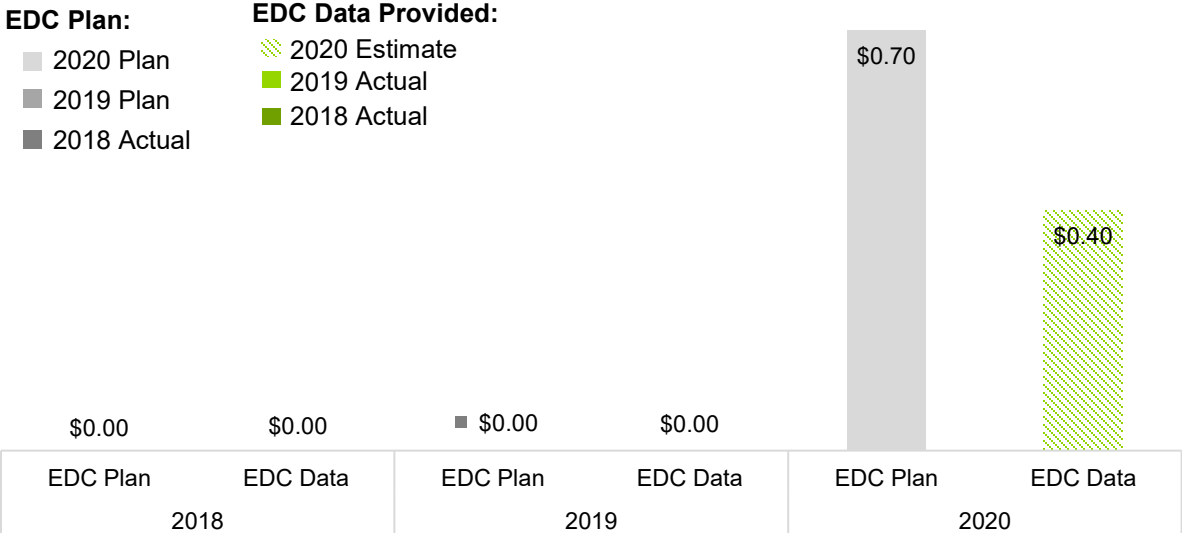 EDC Plan:
2020 Plan
2019 Plan
2018 Actual
EDC Data Provided:
2020 Estimate
2019 Actual
2018 Actual
$0.70
$0.40
$0.00
$0.00
$0.00
$0.00
EDC Plan
EDC Data
EDC Plan
EDC Data
EDC Plan
EDC Data
2018
2019
2020